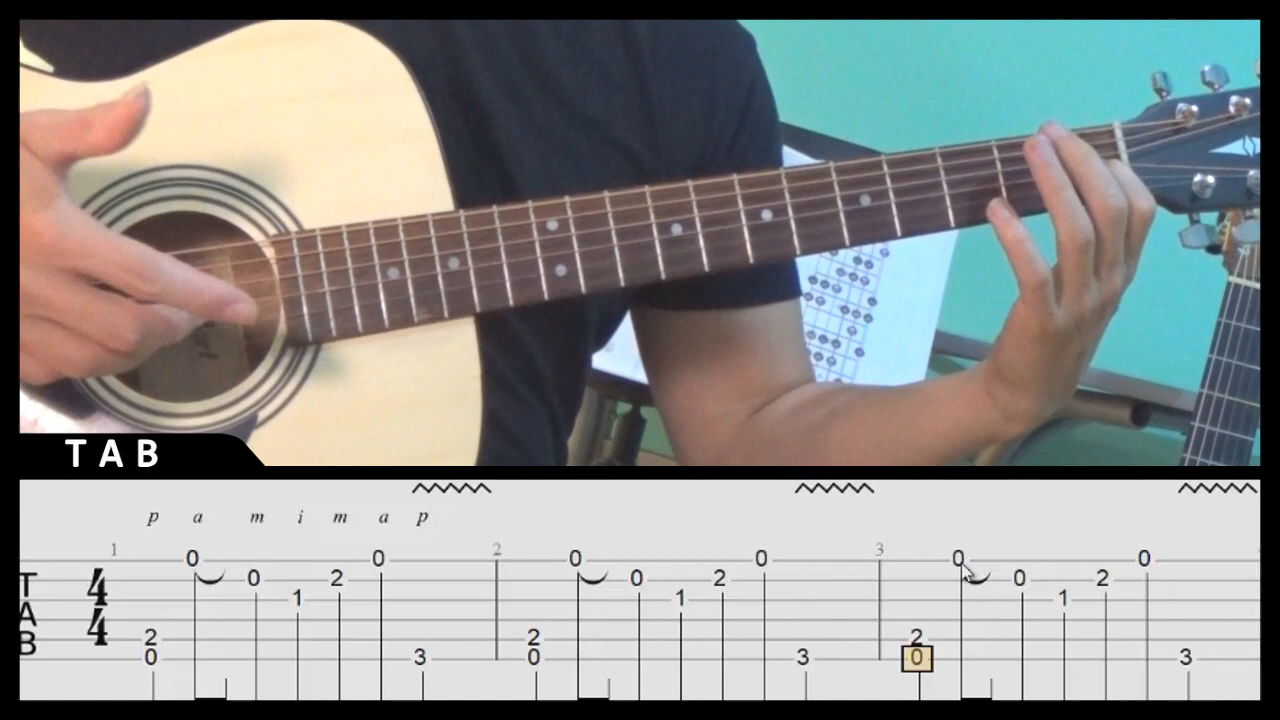 TAB
p a m i m a p
1 2 3
0 0 0 0 0 0
T 4 0 2 0 2 0 2
A 4 1 1 1
B 2 2 2
0 3 0 3 0 3